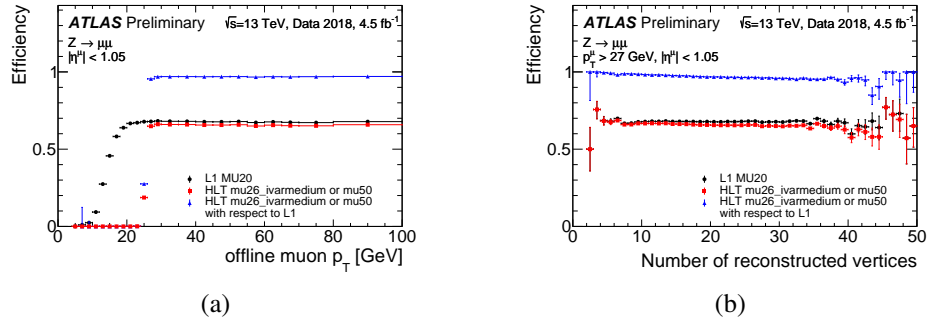 ATLAS Preliminary √s=13 TeV, Data 2018, 4.5 fb⁻¹
Z → μμ
|η^μ| < 1.05
Efficiency
1
0.5
0
L1 MU20
HLT mu26_ivarmedium or mu50
HLT mu26_ivarmedium or mu50
with respect to L1
0 20 40 60 80 100
offline muon p_T [GeV]
(a)
ATLAS Preliminary √s=13 TeV, Data 2018, 4.5 fb⁻¹
Z → μμ
p_T^μ > 27 GeV, |η^μ| < 1.05
Efficiency
1
0.5
0
L1 MU20
HLT mu26_ivarmedium or mu50
HLT mu26_ivarmedium or mu50
with respect to L1
0 10 20 30 40 50
Number of reconstructed vertices
(b)